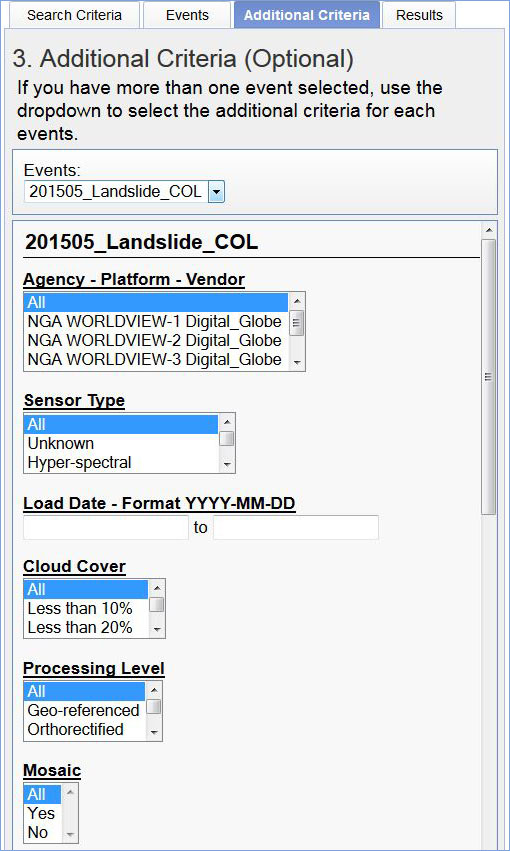 Search Criteria Events Additional Criteria Results
3. Additional Criteria (Optional)
If you have more than one event selected, use the
dropdown to select the additional criteria for each
events.
Events:
201505_Landslide_COL
201505_Landslide_COL
Agency - Platform - Vendor
All
NGA WORLDVIEW-1 Digital_Globe
NGA WORLDVIEW-2 Digital_Globe
NGA WORLDVIEW-3 Digital_Globe
Sensor Type
All
Unknown
Hyper-spectral
Load Date - Format YYYY-MM-DD
to
Cloud Cover
All
Less than 10%
Less than 20%
Processing Level
All
Geo-referenced
Orthorectified
Mosaic
All
Yes
No